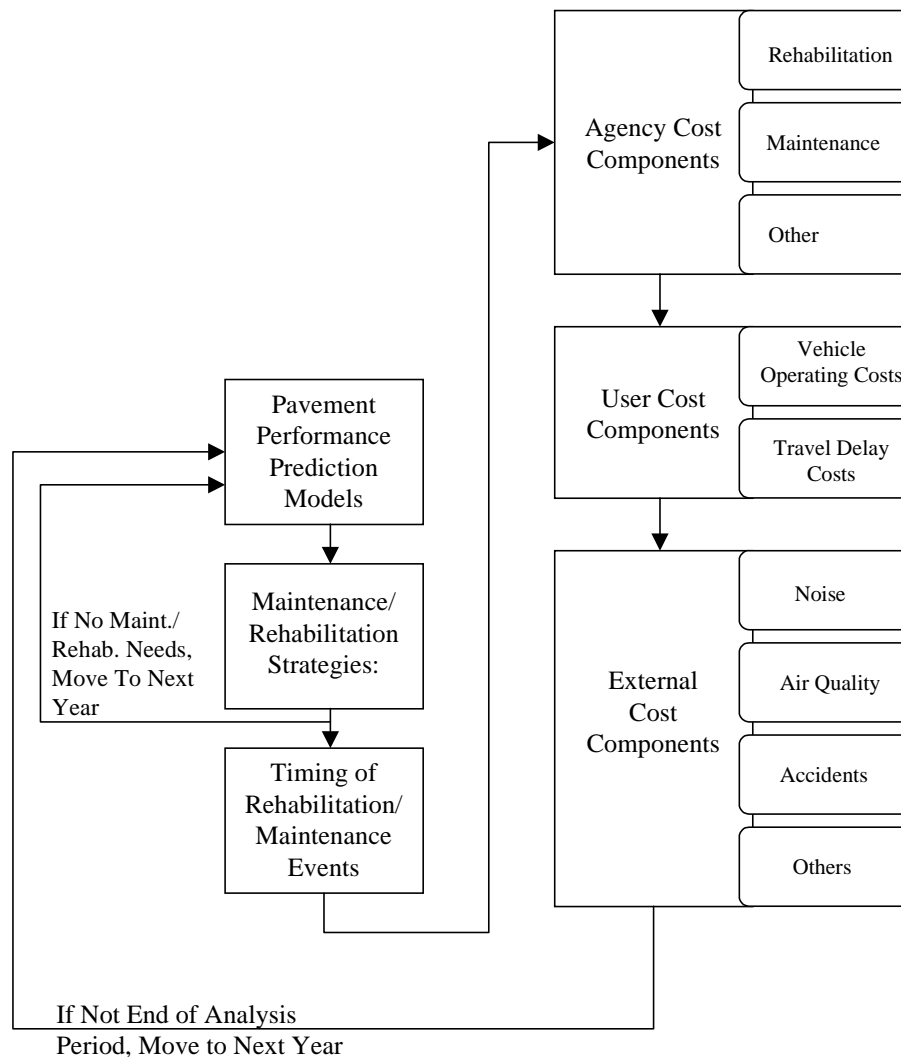 Rehabilitation
Agency Cost
Components
Maintenance
Other
Vehicle
Operating Costs
User Cost
Components
Travel Delay
Costs
Pavement
Performance
Prediction
Models
If No Maint./
Rehab. Needs,
Move To Next
Year
Maintenance/
Rehabilitation
Strategies:
Timing of
Rehabilitation/
Maintenance
Events
External
Cost
Components
Noise
Air Quality
Accidents
Others
If Not End of Analysis
Period, Move to Next Year